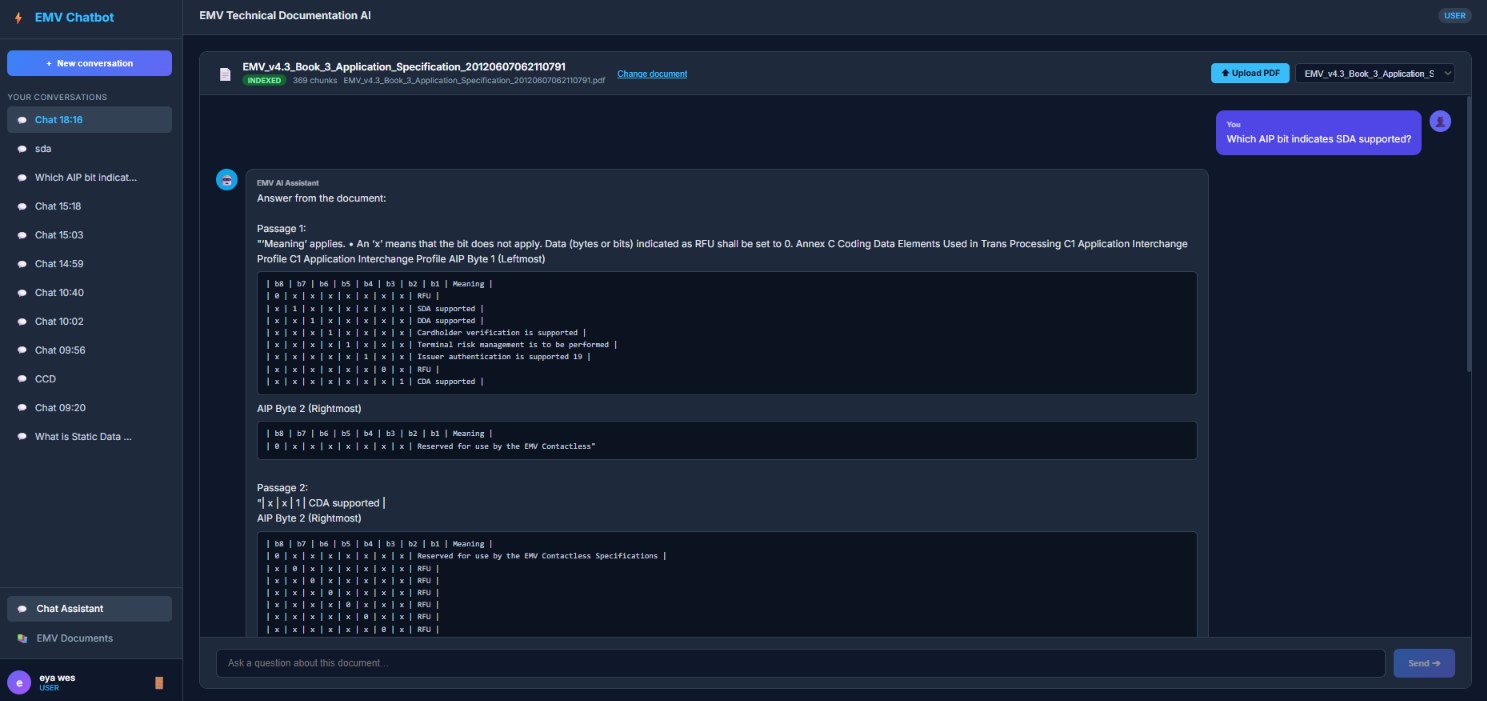 EMV Chatbot
EMV Technical Documentation AI
USER
+ New conversation
YOUR CONVERSATIONS
Chat 18:16
sda
Which AIP bit indicat...
Chat 15:18
Chat 15:03
Chat 14:59
Chat 10:40
Chat 10:02
Chat 09:56
CCD
Chat 09:20
What is Static Data ...
Chat Assistant
EMV Documents
e
eya wes
USER
EMV_v4.3_Book_3_Application_Specification_20120607062110791
INDEXED 369 chunks EMV_v4.3_Book_3_Application_Specification_20120607062110791.pdf
Change document
Upload PDF
EMV_v4.3_Book_3_Application_S
You
Which AIP bit indicates SDA supported?
EMV AI Assistant
Answer from the document:
Passage 1:
"'Meaning' applies. • An 'x' means that the bit does not apply. Data (bytes or bits) indicated as RFU shall be set to 0. Annex C Coding Data Elements Used in Trans Processing C1 Application Interchange
Profile C1 Application Interchange Profile AIP Byte 1 (Leftmost)
| b8 | b7 | b6 | b5 | b4 | b3 | b2 | b1 | Meaning |
| 0 | x | x | x | x | x | x | x | RFU |
| x | 1 | x | x | x | x | x | x | SDA supported |
| x | x | 1 | x | x | x | x | x | DDA supported |
| x | x | x | 1 | x | x | x | x | Cardholder verification is supported |
| x | x | x | x | 1 | x | x | x | Terminal risk management is to be performed |
| x | x | x | x | x | 1 | x | x | Issuer authentication is supported 19 |
| x | x | x | x | x | x | 0 | x | RFU |
| x | x | x | x | x | x | x | 1 | CDA supported |
AIP Byte 2 (Rightmost)
| b8 | b7 | b6 | b5 | b4 | b3 | b2 | b1 | Meaning |
| 0 | x | x | x | x | x | x | x | Reserved for use by the EMV Contactless"
Passage 2:
"| x | x | 1 | CDA supported |
AIP Byte 2 (Rightmost)
| b8 | b7 | b6 | b5 | b4 | b3 | b2 | b1 | Meaning |
| 0 | x | x | x | x | x | x | x | Reserved for use by the EMV Contactless Specifications |
| x | 0 | x | x | x | x | x | x | RFU |
| x | x | 0 | x | x | x | x | x | RFU |
| x | x | x | 0 | x | x | x | x | RFU |
| x | x | x | x | 0 | x | x | x | RFU |
| x | x | x | x | x | 0 | x | x | RFU |
| x | x | x | x | x | x | 0 | x | RFU |
Ask a question about this document...
Send →